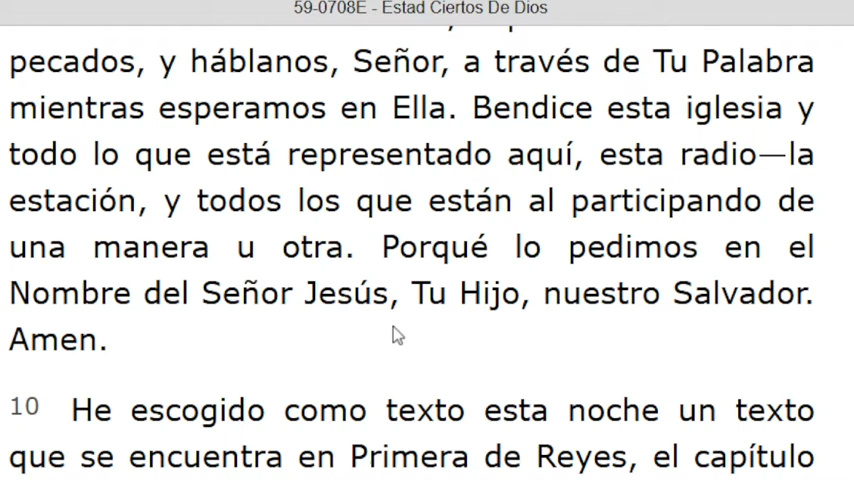 59-0708E - Estad Ciertos De Dios
pecados, y háblanos, Señor, a través de Tu Palabra
mientras esperamos en Ella. Bendice esta iglesia y
todo lo que está representado aquí, esta radio—la
estación, y todos los que están al participando de
una manera u otra. Porqué lo pedimos en el
Nombre del Señor Jesús, Tu Hijo, nuestro Salvador.
Amen.
10 He escogido como texto esta noche un texto
que se encuentra en Primera de Reyes, el capítulo